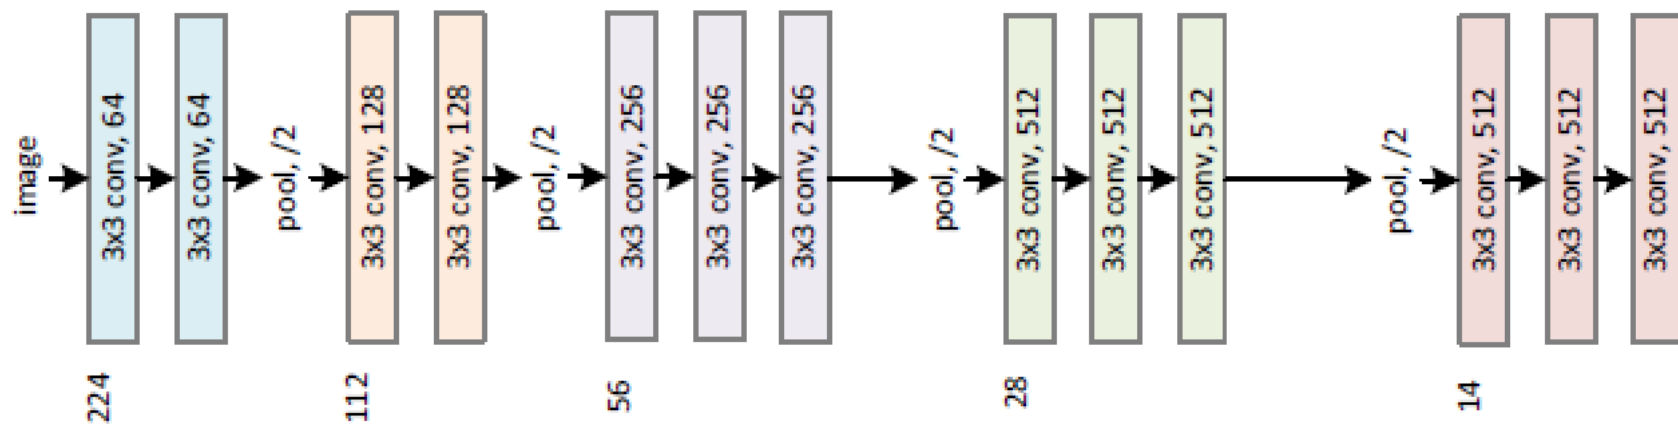 image
3x3 conv, 64
3x3 conv, 64
pool, /2
3x3 conv, 128
3x3 conv, 128
pool, /2
3x3 conv, 256
3x3 conv, 256
3x3 conv, 256
pool, /2
3x3 conv, 512
3x3 conv, 512
3x3 conv, 512
pool, /2
3x3 conv, 512
3x3 conv, 512
3x3 conv, 512
224
112
56
28
14